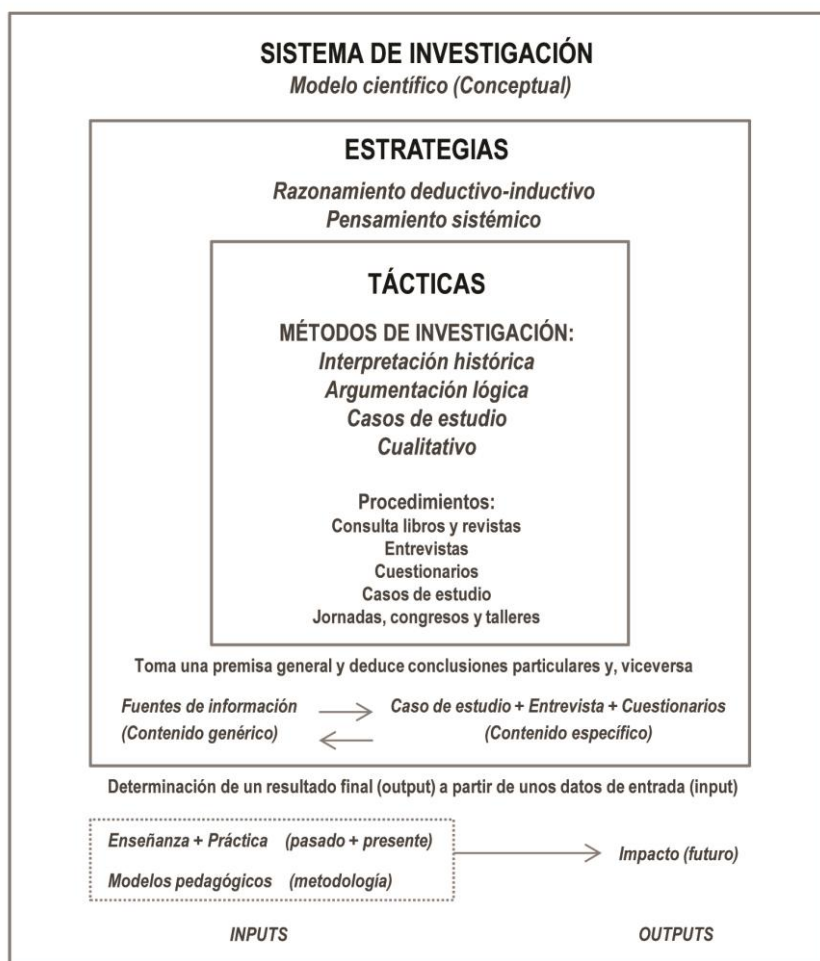 SISTEMA DE INVESTIGACIÓN
Modelo científico (Conceptual)
ESTRATEGIAS
Razonamiento deductivo-inductivo
Pensamiento sistémico
TÁCTICAS
MÉTODOS DE INVESTIGACIÓN:
Interpretación histórica
Argumentación lógica
Casos de estudio
Cualitativo
Procedimientos:
Consulta libros y revistas
Entrevistas
Cuestionarios
Casos de estudio
Jornadas, congresos y talleres
Toma una premisa general y deduce conclusiones particulares y, viceversa
Fuentes de información Caso de estudio + Entrevista + Cuestionarios
(Contenido genérico) (Contenido específico)
Determinación de un resultado final (output) a partir de unos datos de entrada (input)
Enseñanza + Práctica (pasado + presente)
Impacto (futuro)
Modelos pedagógicos (metodología)
INPUTS OUTPUTS